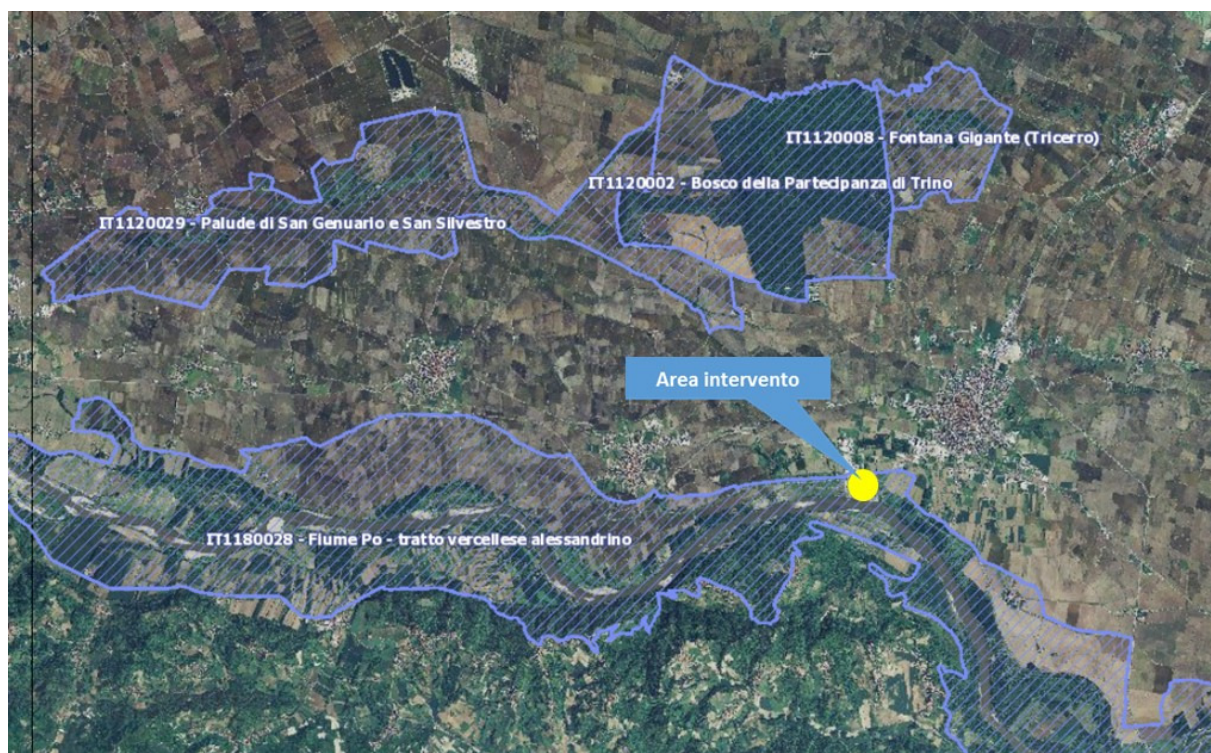 IT1120008 - Fontana Gigante (Tricerro)
IT1120002 - Bosco della Partecipanza di Trino
IT1120029 - Palude di San Genuario e San Silvestro
Area intervento
IT1180028 - Fiume Po - tratto vercellese alessandrino